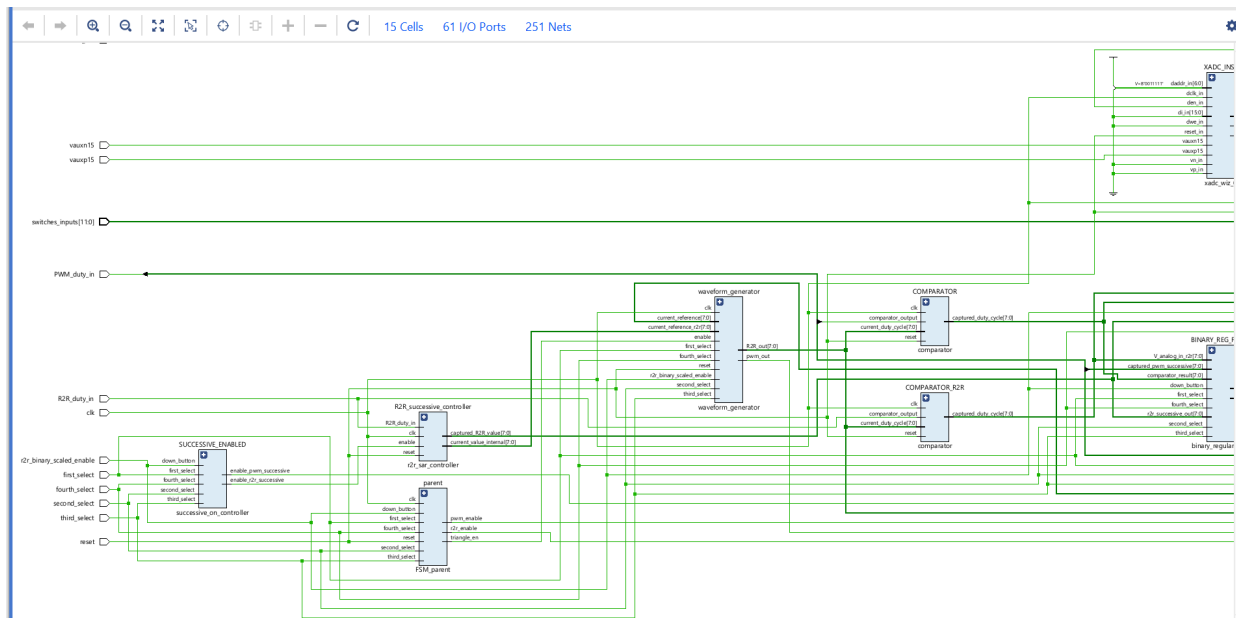 15 Cells 61 I/O Ports 251 Nets
vauxn15
vauxp15
switches_inputs[11:0]
PWM_duty_in
R2R_duty_in
clk
r2r_binary_scaled_enable
first_select
fourth_select
second_select
third_select
reset
SUCCESSIVE_ENABLED
down_button
first_select
fourth_select
second_select
third_select
enable_pwm_successive
enable_r2r_successive
successive_on_controller
R2R_successive_controller
R2R_duty_in
clk
enable
reset
captured_R2R_value[7:0]
current_value_internal[7:0]
r2r_sar_controller
parent
clk
down_button
first_select
fourth_select
reset
second_select
third_select
pwm_enable
r2r_enable
triangle_en
FSM_parent
waveform_generator
clk
current_reference[7:0]
current_reference_r2r[7:0]
enable
first_select
fourth_select
reset
r2r_binary_scaled_enable
second_select
third_select
R2R_out[7:0]
pwm_out
waveform_generator
COMPARATOR
clk
comparator_output
current_duty_cycle[7:0]
reset
captured_duty_cycle[7:0]
comparator
COMPARATOR_R2R
clk
comparator_output
current_duty_cycle[7:0]
reset
captured_duty_cycle[7:0]
comparator
XADC_INS
daddr_in[6:0]
dclk_in
den_in
di_in[15:0]
dwe_in
reset_in
vauxn15
vauxp15
vn_in
vp_in
xadc_wiz_
BINARY_REG_F
V_analog_in_r2r[7:0]
captured_pwm_successive[7:0]
comparator_result[7:0]
down_button
first_select
fourth_select
r2r_successive_out[7:0]
second_select
third_select
binary_regular